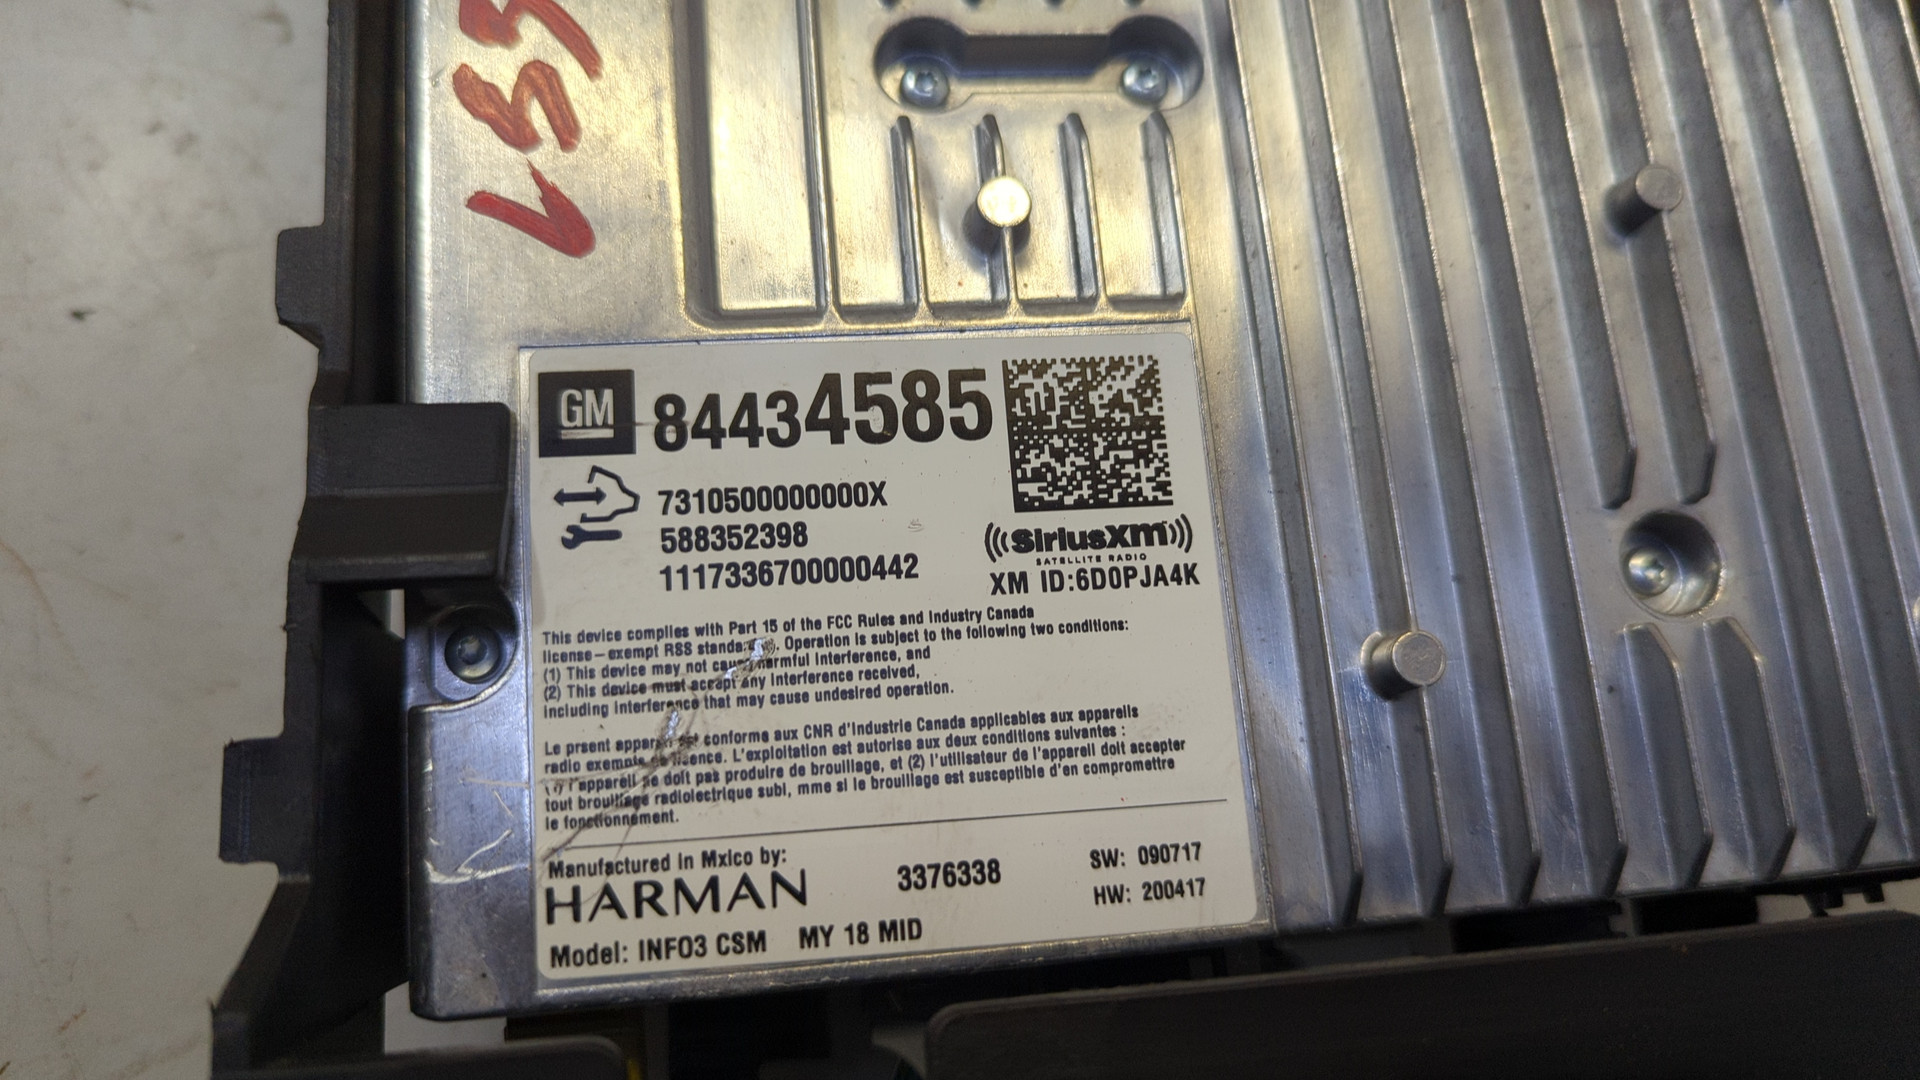 LS5
GM 84434585
7310500000000X
588352398
1117336700000442
((SiriusXM))
SATELLITE RADIO
XM ID:6D0PJA4K
This device complies with Part 15 of the FCC Rules and Industry Canada
license-exempt RSS . Operation is subject to the following two conditions:
(1) This device may not cause harmful interference, and
(2) This device must accept any interference received,
including interference that may cause undesired operation.
Le prsent appareil est conforme aux CNR d'Industrie Canada applicables aux appareils
radio exempts de licence. L'exploitation est autorise aux deux conditions suivantes :
(1) l'appareil se doit pas produire de brouillage, et (2) l'utilisateur de l'appareil doit accepter
tout brouillage radiolectrique subi, mme si le brouillage est susceptible d'en compromettre
le fonctionnement.
Manufactured in Mxico by:
HARMAN
3376338
SW: 090717
HW: 200417
Model: INFO3 CSM MY 18 MID